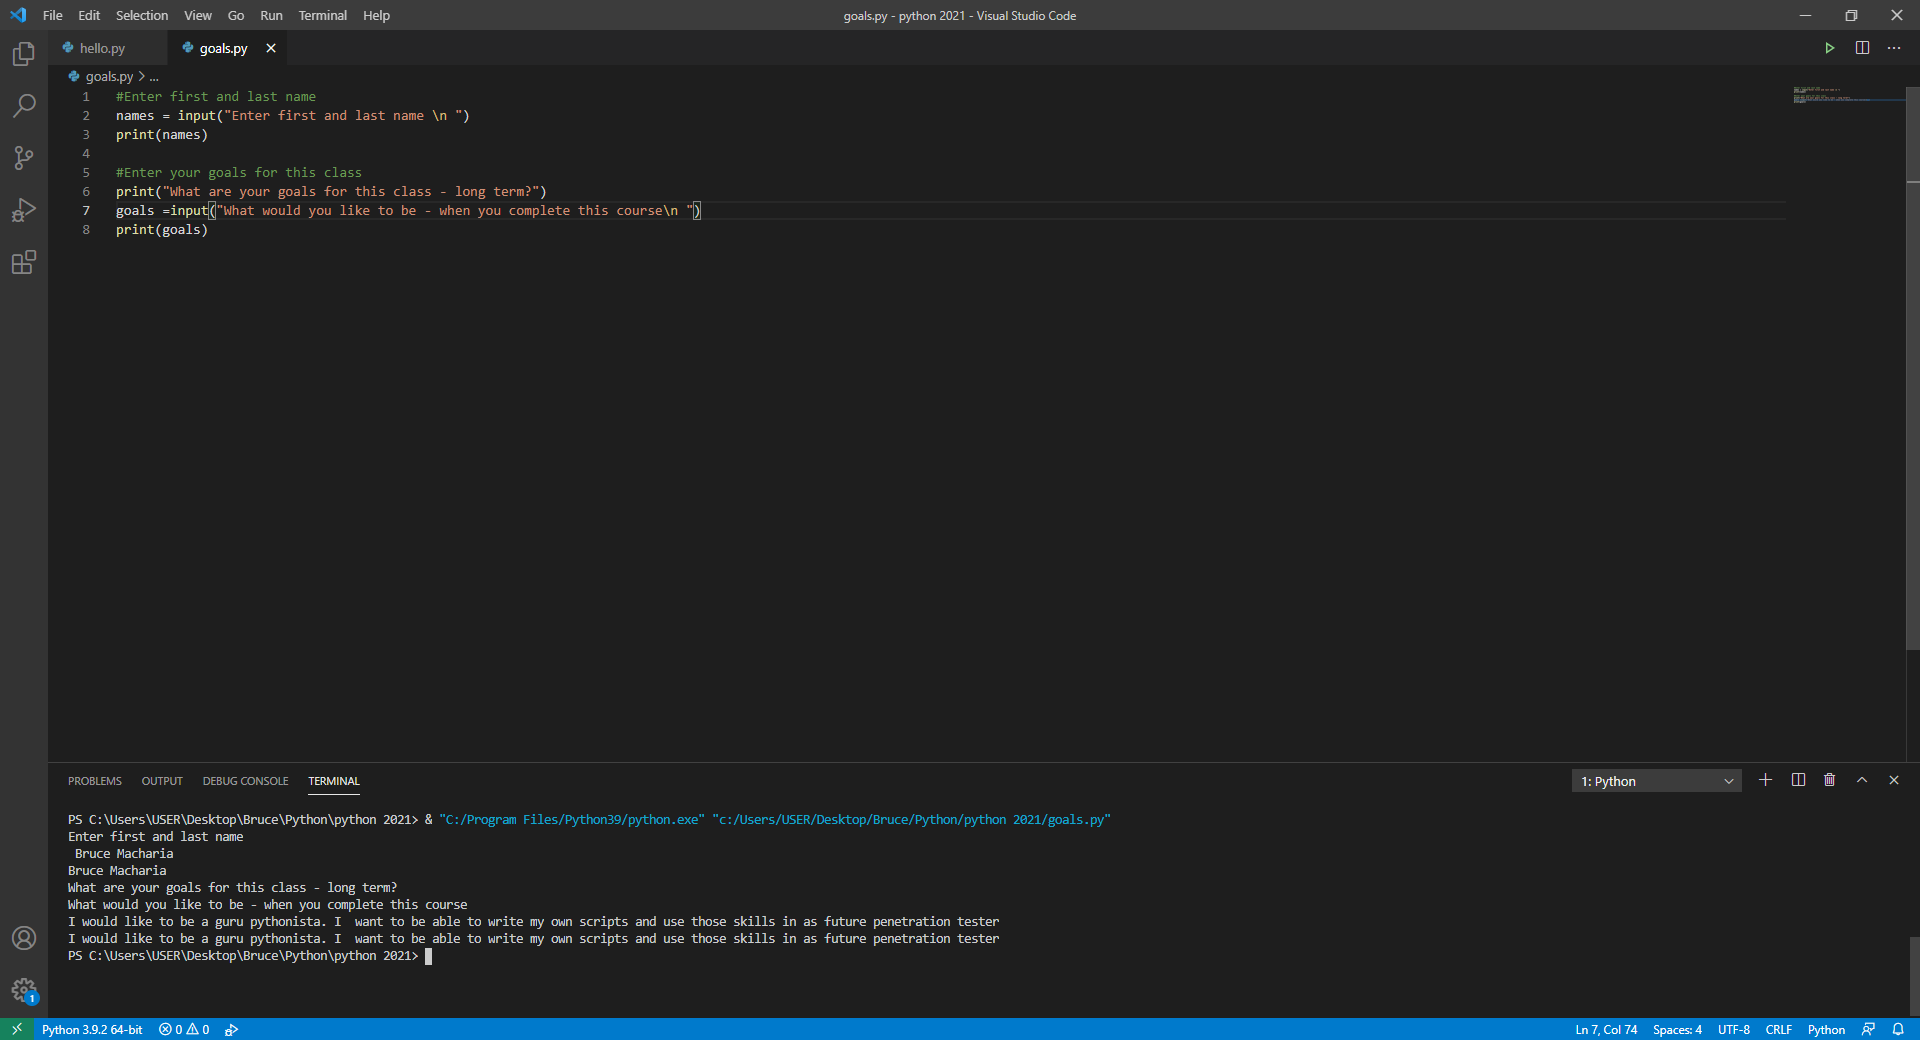 File Edit Selection View Go Run Terminal Help
goals.py - python 2021 - Visual Studio Code
hello.py
goals.py
goals.py > ...
1 #Enter first and last name
2 names = input("Enter first and last name \n ")
3 print(names)
4
5 #Enter your goals for this class
6 print("What are your goals for this class - long term?")
7 goals =input("What would you like to be - when you complete this course\n ")
8 print(goals)
PROBLEMS OUTPUT DEBUG CONSOLE TERMINAL
1: Python
PS C:\Users\USER\Desktop\Bruce\Python\python 2021> & "C:/Program Files/Python39/python.exe" "c:/Users/USER/Desktop/Bruce/Python/python 2021/goals.py"
Enter first and last name
 Bruce Macharia
Bruce Macharia
What are your goals for this class - long term?
What would you like to be - when you complete this course
I would like to be a guru pythonista. I  want to be able to write my own scripts and use those skills in as future penetration tester
I would like to be a guru pythonista. I  want to be able to write my own scripts and use those skills in as future penetration tester
PS C:\Users\USER\Desktop\Bruce\Python\python 2021>
1
Python 3.9.2 64-bit 0 0
Ln 7, Col 74 Spaces: 4 UTF-8 CRLF Python